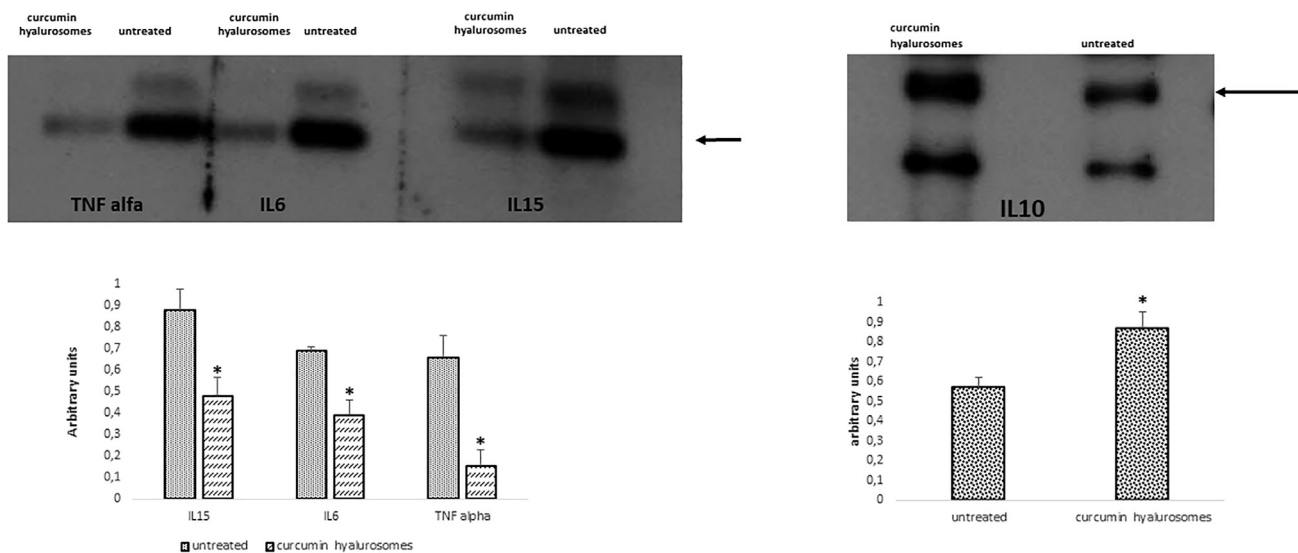 curcumin
hyalurosomes untreated
curcumin
hyalurosomes untreated
curcumin
hyalurosomes untreated
TNF alfa IL6 IL15
curcumin
hyalurosomes untreated
IL10
Arbitrary units
1
0,9
0,8
0,7
0,6
0,5
0,4
0,3
0,2
0,1
0
* * *
IL15 IL6 TNF alpha
untreated curcumin hyalurosomes
arbitrary units
1
0,9
0,8
0,7
0,6
0,5
0,4
0,3
0,2
0,1
0
*
untreated curcumin hyalurosomes